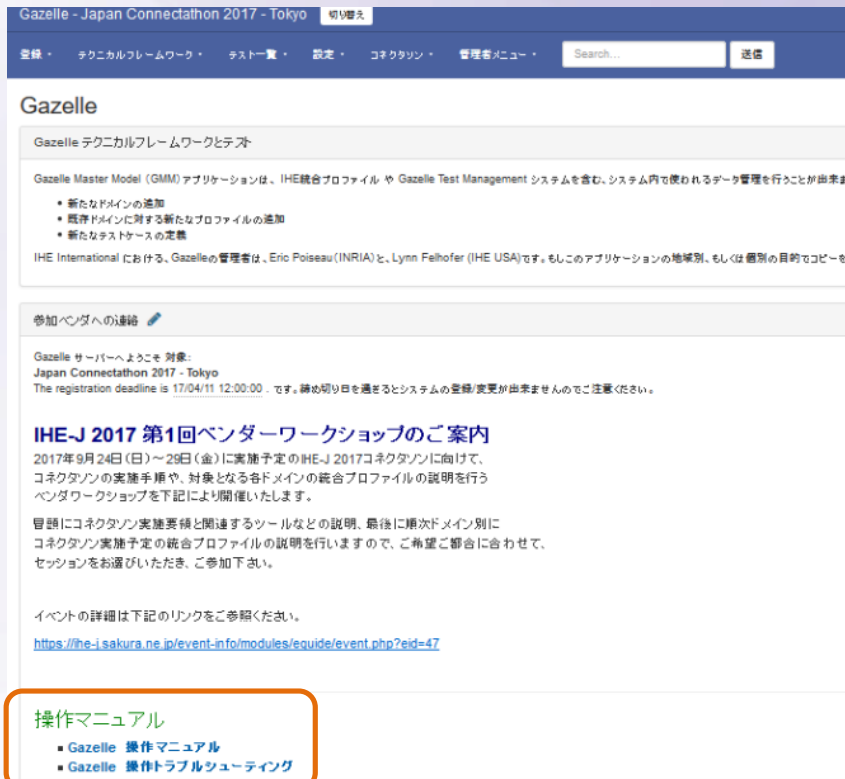 Gazelle - Japan Connectathon 2017 - Tokyo 切り替え
登録 テクニカルフレームワーク テスト一覧 設定 コネクタソン 管理者メニュー Search... 送信
Gazelle
Gazelle テクニカルフレームワークとテスト
Gazelle Master Model (GMM) アプリケーションは、IHE統合プロファイル や Gazelle Test Management システムを含む、システム内で使われるデータ管理を行うことが出来ま
• 新たなドメインの追加
• 既存ドメインに対する新たなプロファイルの追加
• 新たなテストケースの定義
IHE International における、Gazelleの管理者は、Eric Poiseau(INRIA)と、Lynn Felhofer (IHE USA)です。もしこのアプリケーションの地域別、もしくは個別の目的でコピーを
参加ベンダへの連絡
Gazelle サーバーへようこそ 対象:
Japan Connectathon 2017 - Tokyo
The registration deadline is 17/04/11 12:00:00 . です。締め切り日を過ぎるとシステムの登録/変更が出来ませんのでご注意ください。
IHE-J 2017 第1回ベンダーワークショップのご案内
2017年9月24日(日)～29日(金)に実施予定のIHE-J 2017コネクタソンに向けて、
コネクタソンの実施手順や、対象となる各ドメインの統合プロファイルの説明を行う
ベンダワークショップを下記により開催いたします。
冒頭にコネクタソン実施要領と関連するツールなどの説明、最後に順次ドメイン別に
コネクタソン実施予定の統合プロファイルの説明を行いますので、ご希望ご都合に合わせて、
セッションをお選びいただき、ご参加下さい。
イベントの詳細は下記のリンクをご参照ください。
https://ihe-j.sakura.ne.jp/event-info/modules/eguide/event.php?eid=47
操作マニュアル
▪ Gazelle 操作マニュアル
▪ Gazelle 操作トラブルシューティング